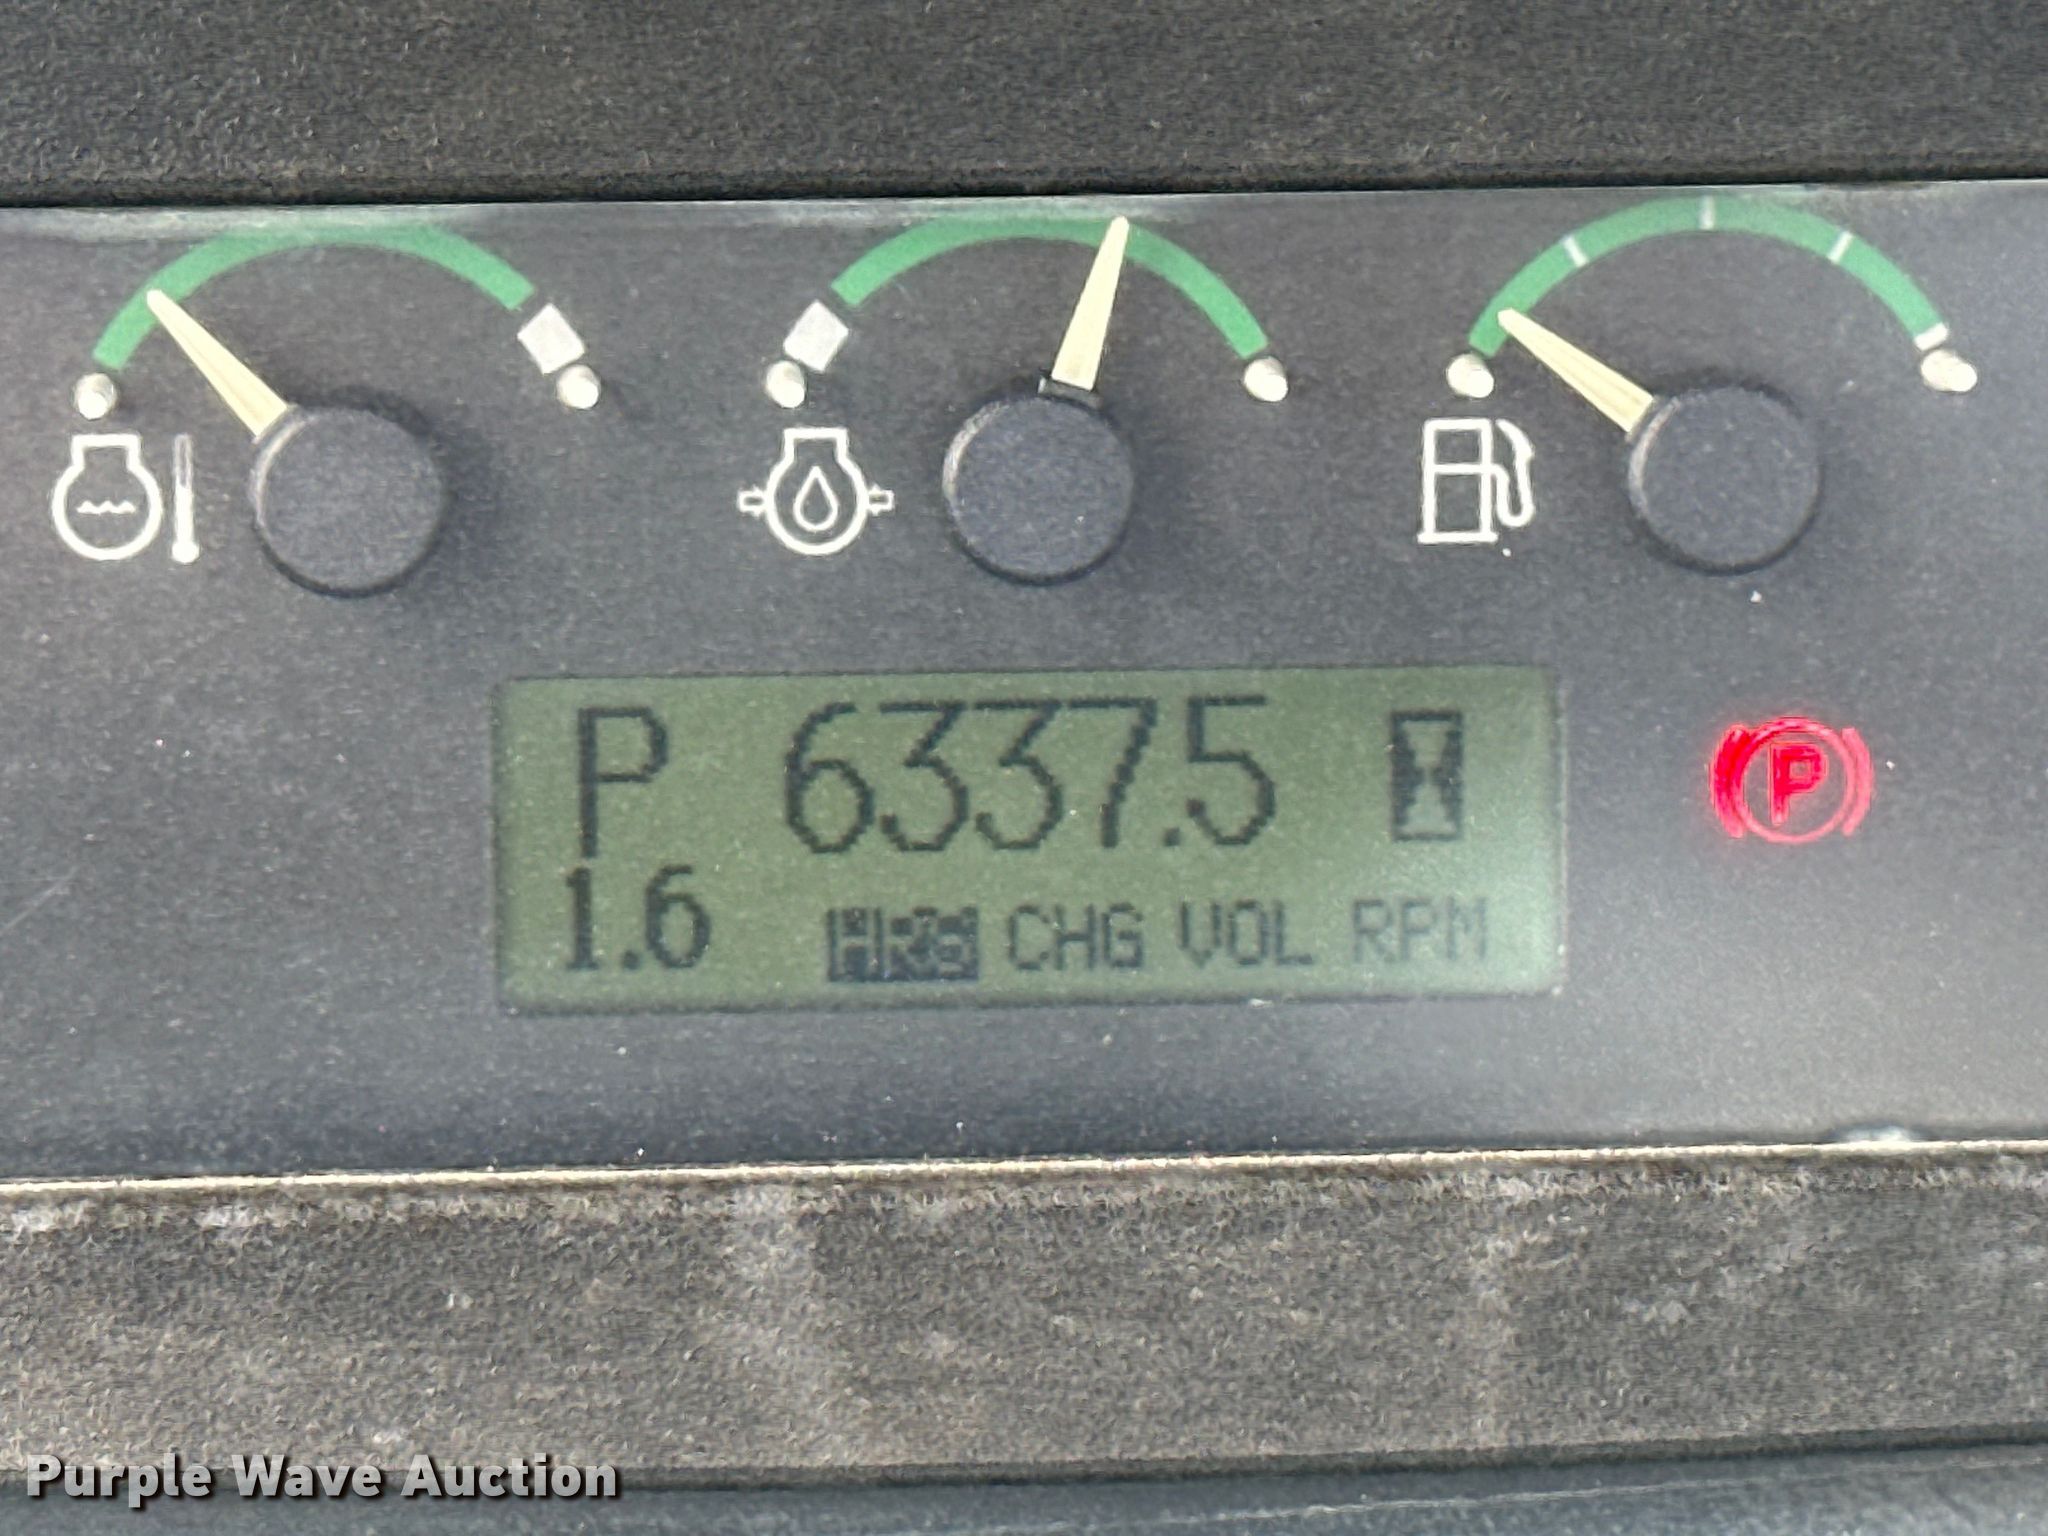 P 6337.5
P
1.6 HRS CHG VOL RPM
Purple Wave Auction